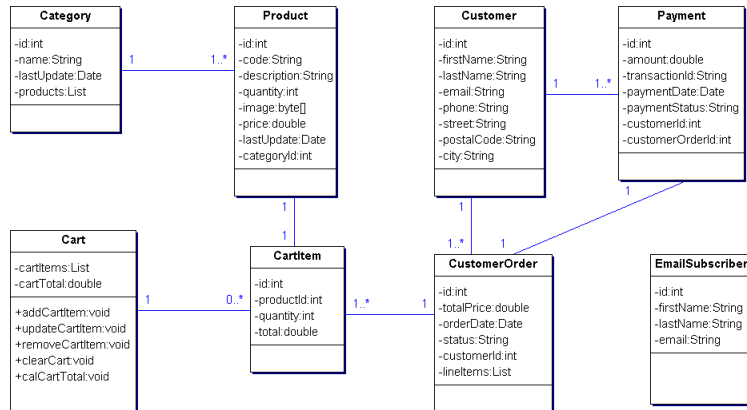 Category
-id:int
-name:String
-lastUpdate:Date
-products:List
1
1..*
Product
-id:int
-code:String
-description:String
-quantity:int
-image:byte[]
-price:double
-lastUpdate:Date
-categoryId:int
Customer
-id:int
-firstName:String
-lastName:String
-email:String
-phone:String
-street:String
-postalCode:String
-city:String
1
1..*
Payment
-id:int
-amount:double
-transactionId:String
-paymentDate:Date
-paymentStatus:String
-customerId:int
-customerOrderId:int
1
1
1
1..*
1
1
Cart
-cartItems:List
-cartTotal:double
+addCartItem:void
+updateCartItem:void
+removeCartItem:void
+clearCart:void
+calCartTotal:void
1
0..*
CartItem
-id:int
-productId:int
-quantity:int
-total:double
1..*
1
CustomerOrder
-id:int
-totalPrice:double
-orderDate:Date
-status:String
-customerId:int
-lineItems:List
EmailSubscriber
-id:int
-firstName:String
-lastName:String
-email:String